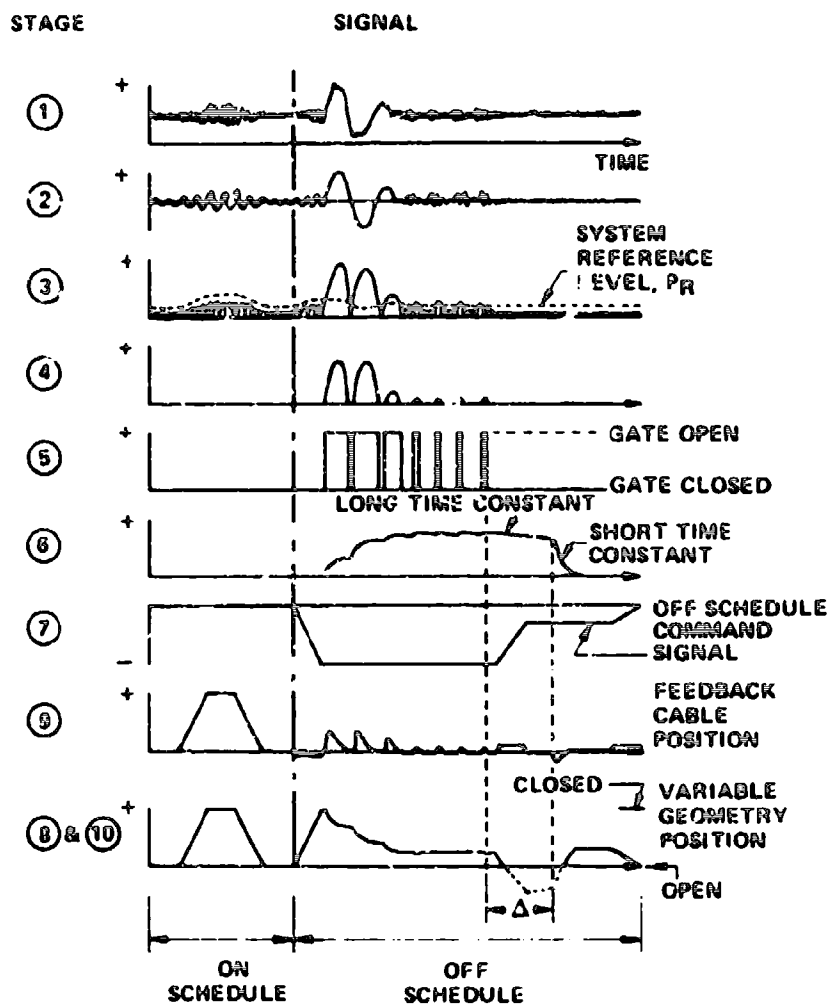 STAGE SIGNAL
1 +
TIME
2 +
SYSTEM
REFERENCE
LEVEL, PR
3 +
4 +
5 +
GATE OPEN
GATE CLOSED
LONG TIME CONSTANT
6 +
SHORT TIME
CONSTANT
7
OFF SCHEDULE
COMMAND
SIGNAL
−
9 +
FEEDBACK
CABLE
POSITION
CLOSED
8 & 10 +
VARIABLE
GEOMETRY
POSITION
OPEN
Δ
ON
SCHEDULE
OFF
SCHEDULE